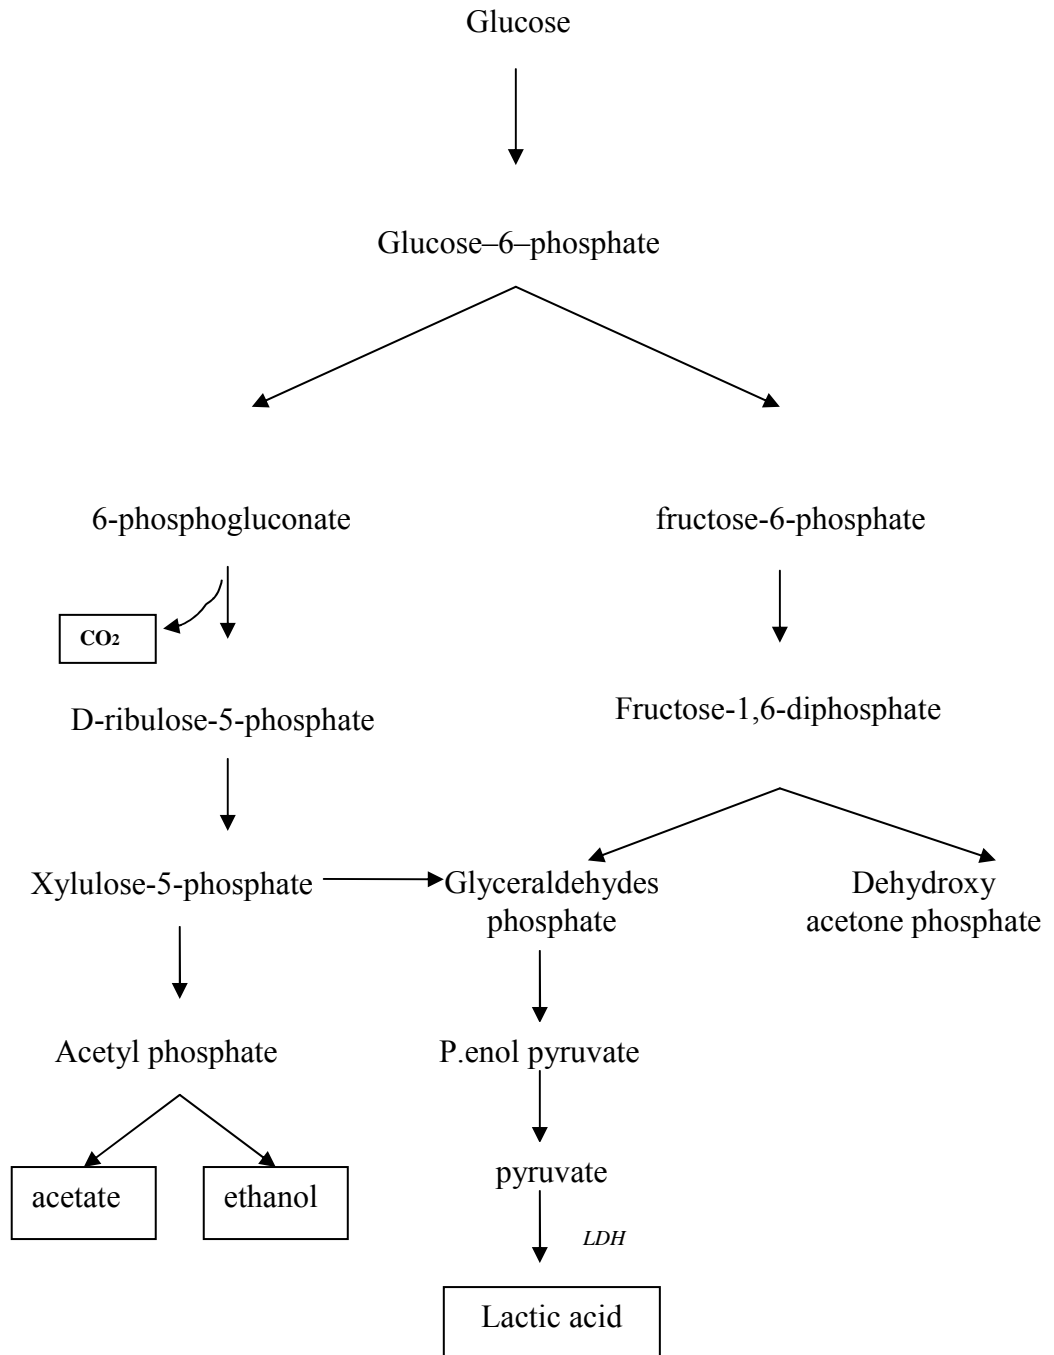 Glucose
Glucose–6–phosphate
6-phosphogluconate
fructose-6-phosphate
CO2
D-ribulose-5-phosphate
Fructose-1,6-diphosphate
Xylulose-5-phosphate
Glyceraldehydes
phosphate
Dehydroxy
acetone phosphate
Acetyl phosphate
P.enol pyruvate
acetate
ethanol
pyruvate
LDH
Lactic acid